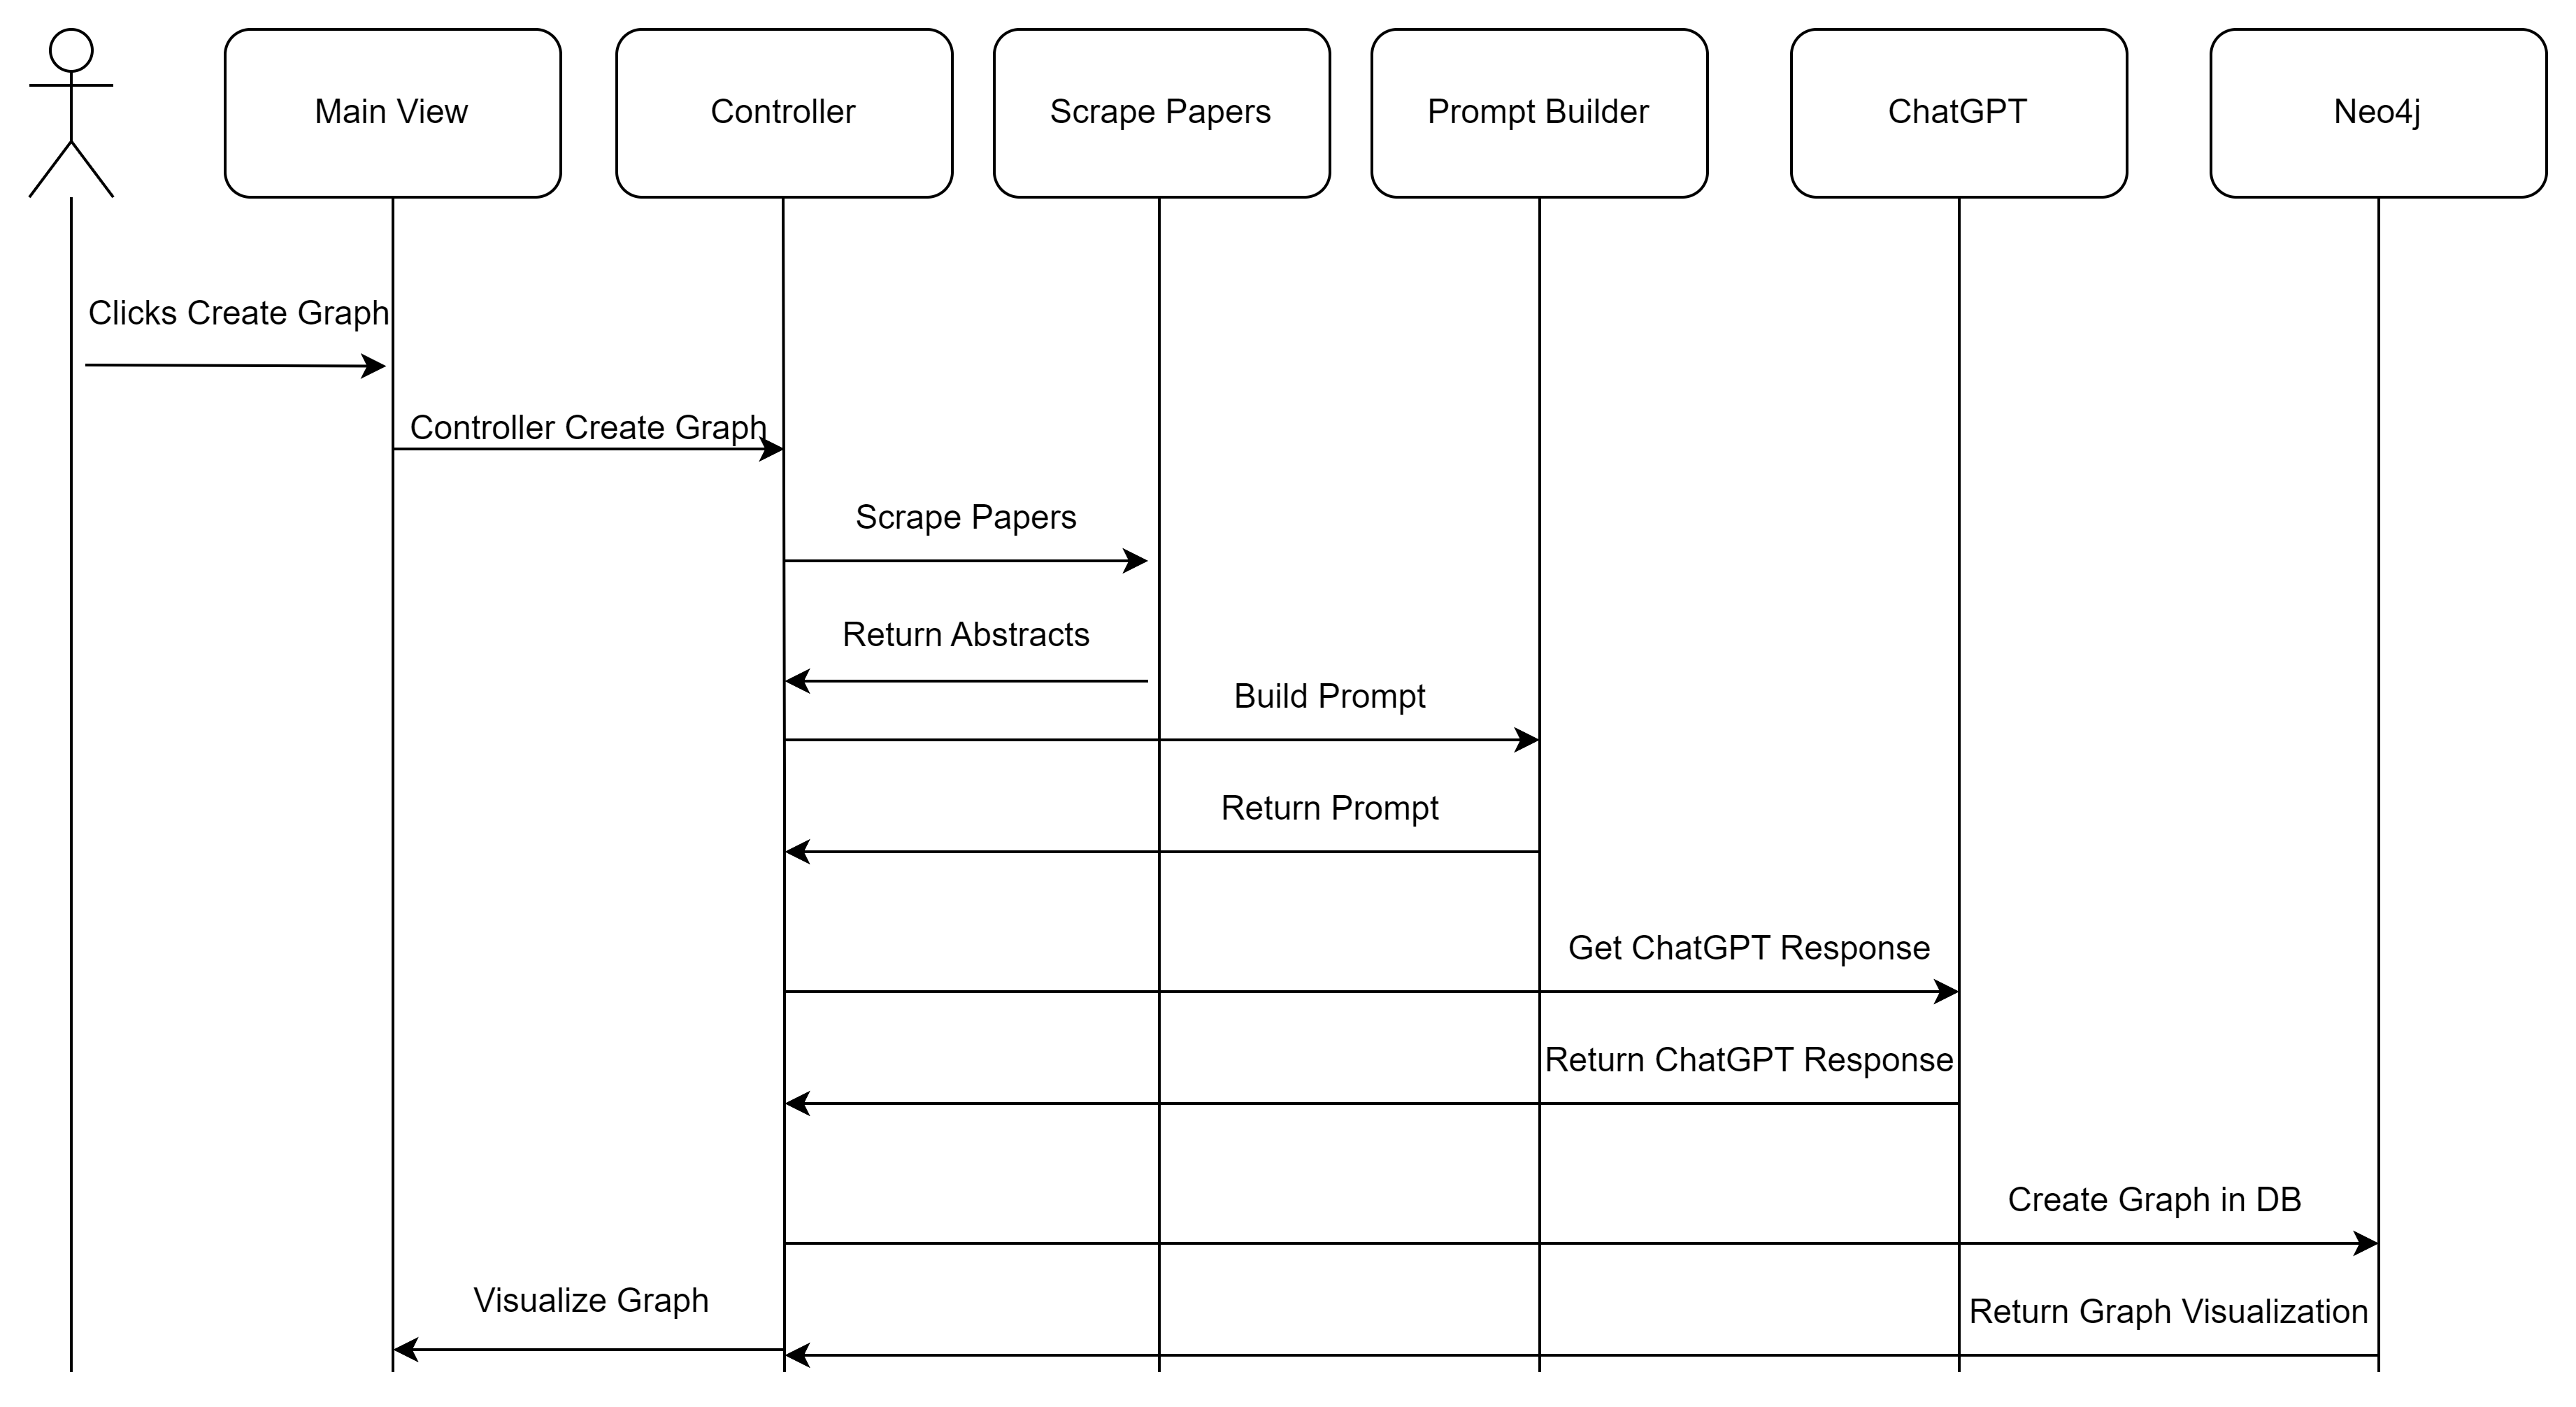 Main View
Controller
Scrape Papers
Prompt Builder
ChatGPT
Neo4j
Clicks Create Graph
Controller Create Graph
Scrape Papers
Return Abstracts
Build Prompt
Return Prompt
Get ChatGPT Response
Return ChatGPT Response
Create Graph in DB
Visualize Graph
Return Graph Visualization